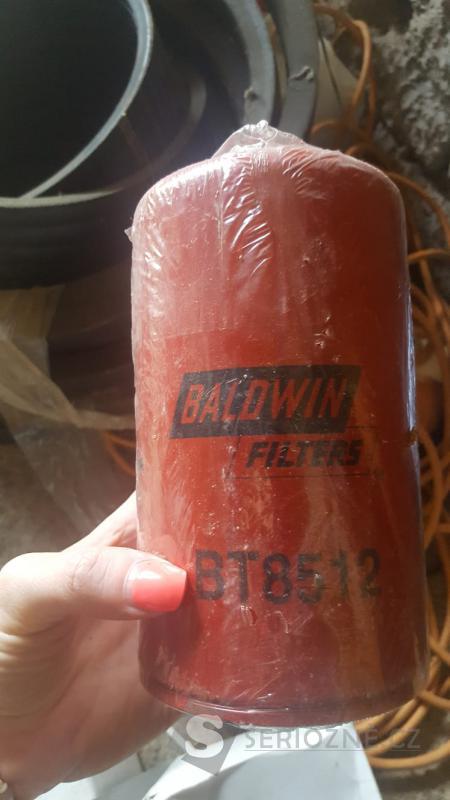 BALDWIN
FILTERS
BT8512
S SERIOZNE.CZ